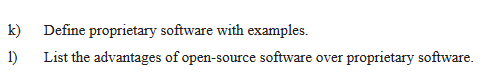 k) Define proprietary software with examples.
l) List the advantages of open-source software over proprietary software.